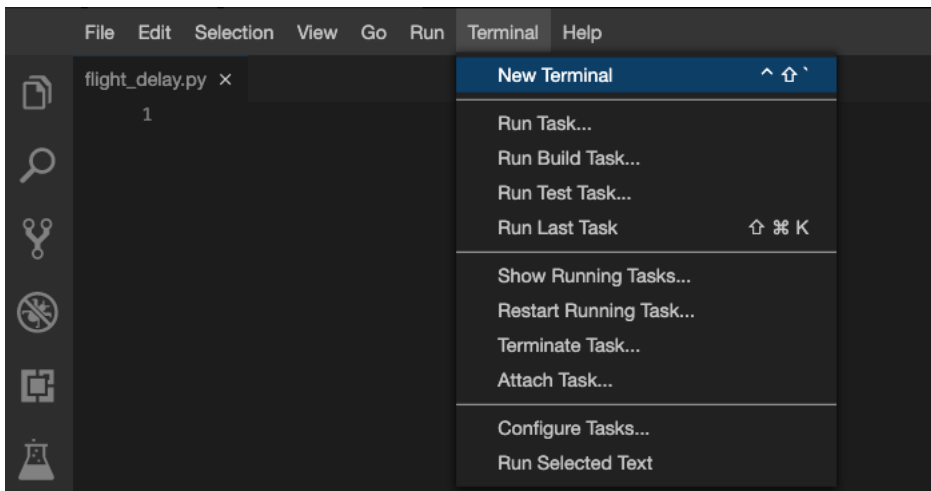 File Edit Selection View Go Run Terminal Help
flight_delay.py ×
1
New Terminal ^⇧`
Run Task...
Run Build Task...
Run Test Task...
Run Last Task ⇧⌘K
Show Running Tasks...
Restart Running Task...
Terminate Task...
Attach Task...
Configure Tasks...
Run Selected Text